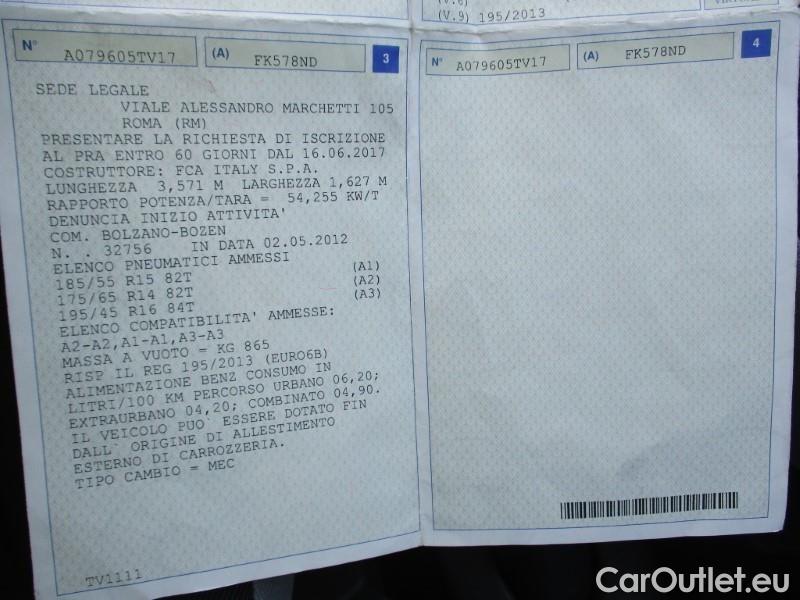 (V.9) 195/2013
N° A079605TV17 (A) FK578ND 3
SEDE LEGALE
VIALE ALESSANDRO MARCHETTI 105
ROMA (RM)
PRESENTARE LA RICHIESTA DI ISCRIZIONE
AL PRA ENTRO 60 GIORNI DAL 16.06.2017
COSTRUTTORE: FCA ITALY S.P.A.
LUNGHEZZA 3,571 M LARGHEZZA 1,627 M
RAPPORTO POTENZA/TARA = 54,255 KW/T
DENUNCIA INIZIO ATTIVITA'
COM. BOLZANO-BOZEN
N. . 32756 IN DATA 02.05.2012
ELENCO PNEUMATICI AMMESSI
185/55 R15 82T (A1)
175/65 R14 82T (A2)
195/45 R16 84T (A3)
ELENCO COMPATIBILITA' AMMESSE:
A2-A2,A1-A1,A3-A3
MASSA A VUOTO = KG 865
RISP IL REG 195/2013 (EURO6B)
ALIMENTAZIONE BENZ CONSUMO IN
LITRI/100 KM PERCORSO URBANO 06,20;
EXTRAURBANO 04,20; COMBINATO 04,90.
IL VEICOLO PUO` ESSERE DOTATO FIN
DALL` ORIGINE DI ALLESTIMENTO
ESTERNO DI CARROZZERIA.
TIPO CAMBIO = MEC
TV1111
N° A079605TV17 (A) FK578ND 4
CarOutlet.eu